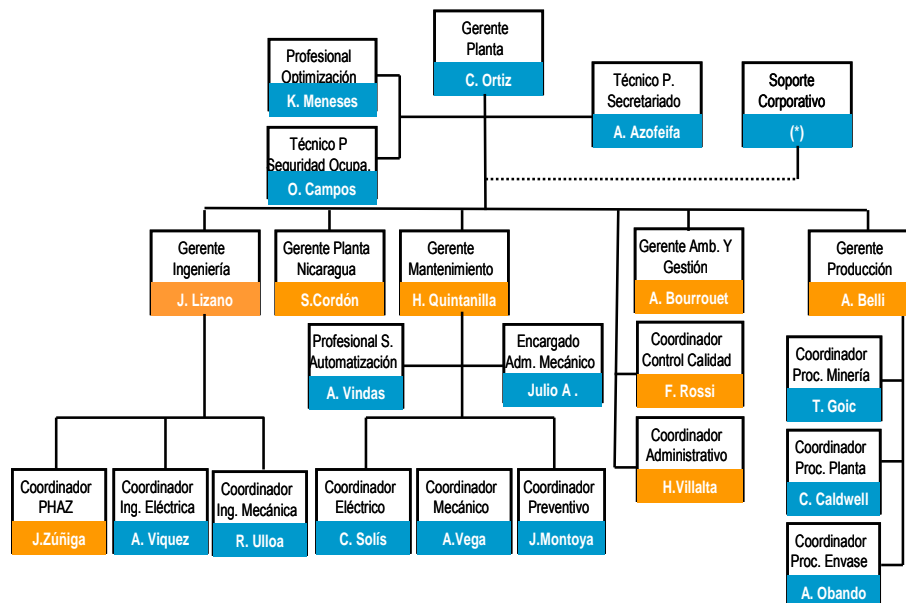 Gerente
Planta
C. Ortiz
Profesional
Optimización
K. Meneses
Técnico P.
Secretariado
A. Azofeifa
Soporte
Corporativo
(*)
Técnico P
Seguridad Ocupa.
O. Campos
Gerente
Ingeniería
J. Lizano
Gerente Planta
Nicaragua
S.Cordón
Gerente
Mantenimiento
H. Quintanilla
Gerente Amb. Y
Gestión
A. Bourrouet
Gerente
Producción
A. Belli
Profesional S.
Automatización
A. Vindas
Encargado
Adm. Mecánico
Julio A .
Coordinador
Control Calidad
F. Rossi
Coordinador
Proc. Minería
T. Goic
Coordinador
Administrativo
H.Villalta
Coordinador
Proc. Planta
C. Caldwell
Coordinador
PHAZ
J.Zúñiga
Coordinador
Ing. Eléctrica
A. Viquez
Coordinador
Ing. Mecánica
R. Ulloa
Coordinador
Eléctrico
C. Solís
Coordinador
Mecánico
A.Vega
Coordinador
Preventivo
J.Montoya
Coordinador
Proc. Envase
A. Obando